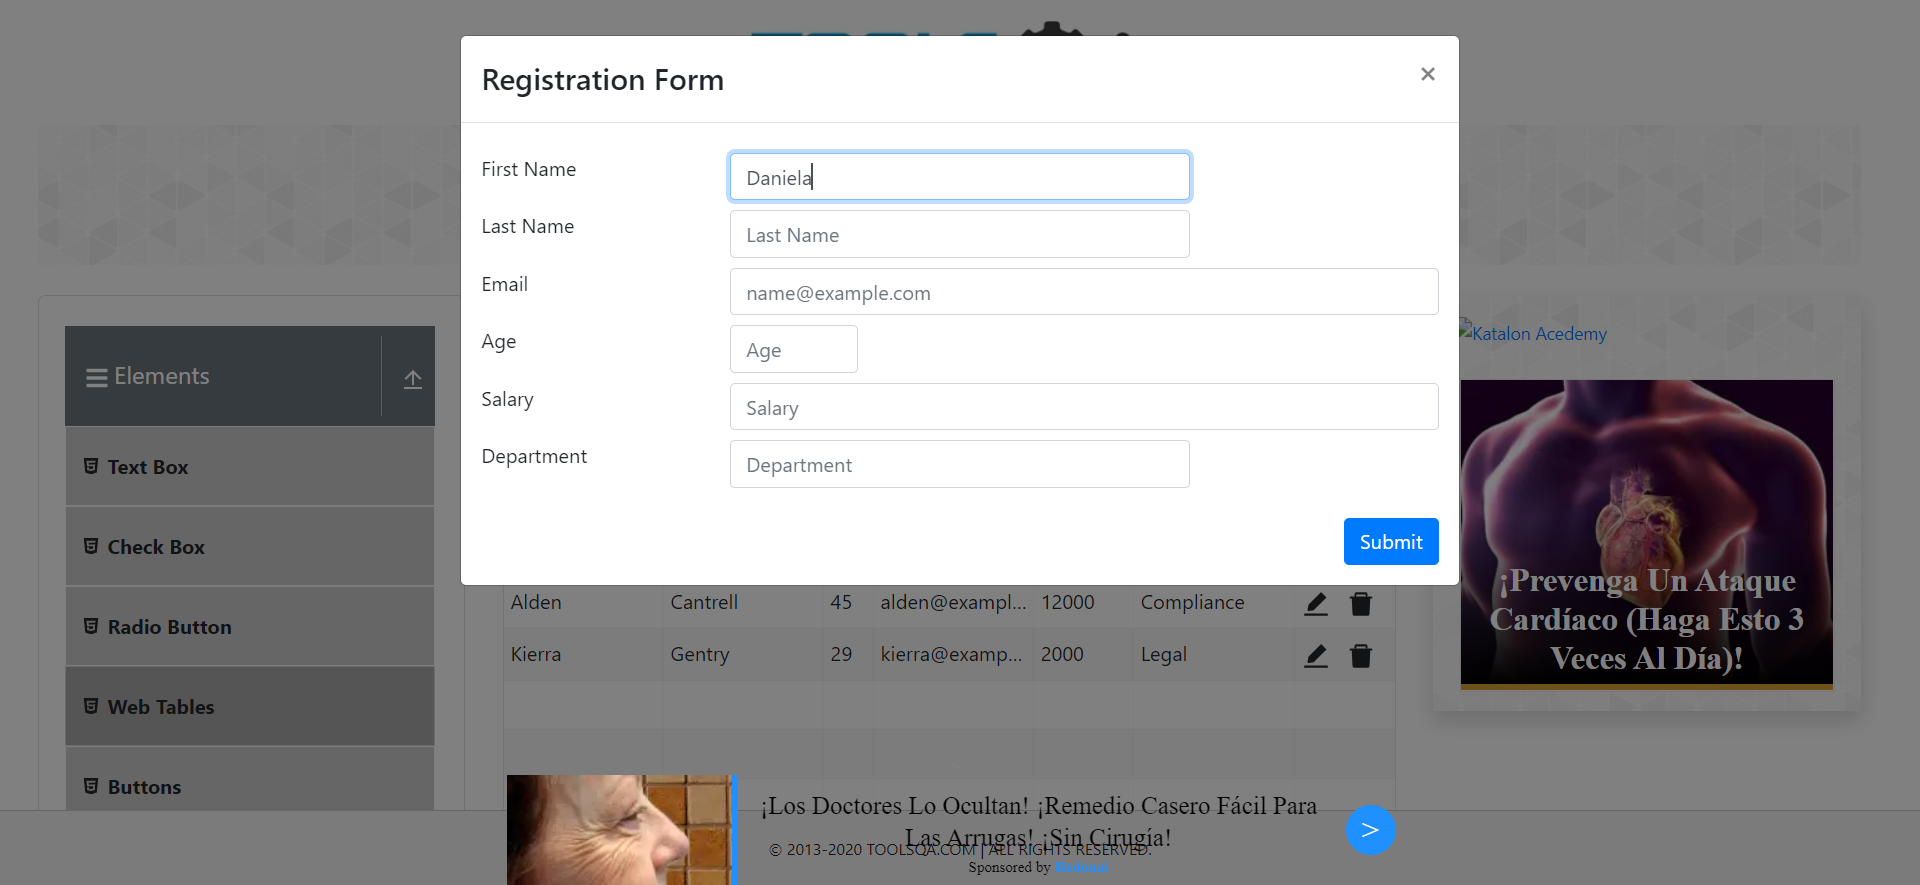 Registration Form
×
First Name
Daniela
Last Name
Last Name
Email
name@example.com
Age
Age
Salary
Salary
Department
Department
Submit
Elements
Text Box
Check Box
Radio Button
Web Tables
Buttons
Alden Cantrell 45 alden@exampl... 12000 Compliance
Kierra Gentry 29 kierra@examp... 2000 Legal
Katalon Acedemy
¡Prevenga Un Ataque
Cardíaco (Haga Esto 3
Veces Al Día)!
¡Los Doctores Lo Ocultan! ¡Remedio Casero Fácil Para
Las Arrugas! ¡Sin Cirugía!
>
© 2013-2020 TOOLSQA.COM | ALL RIGHTS RESERVED.
Sponsored by